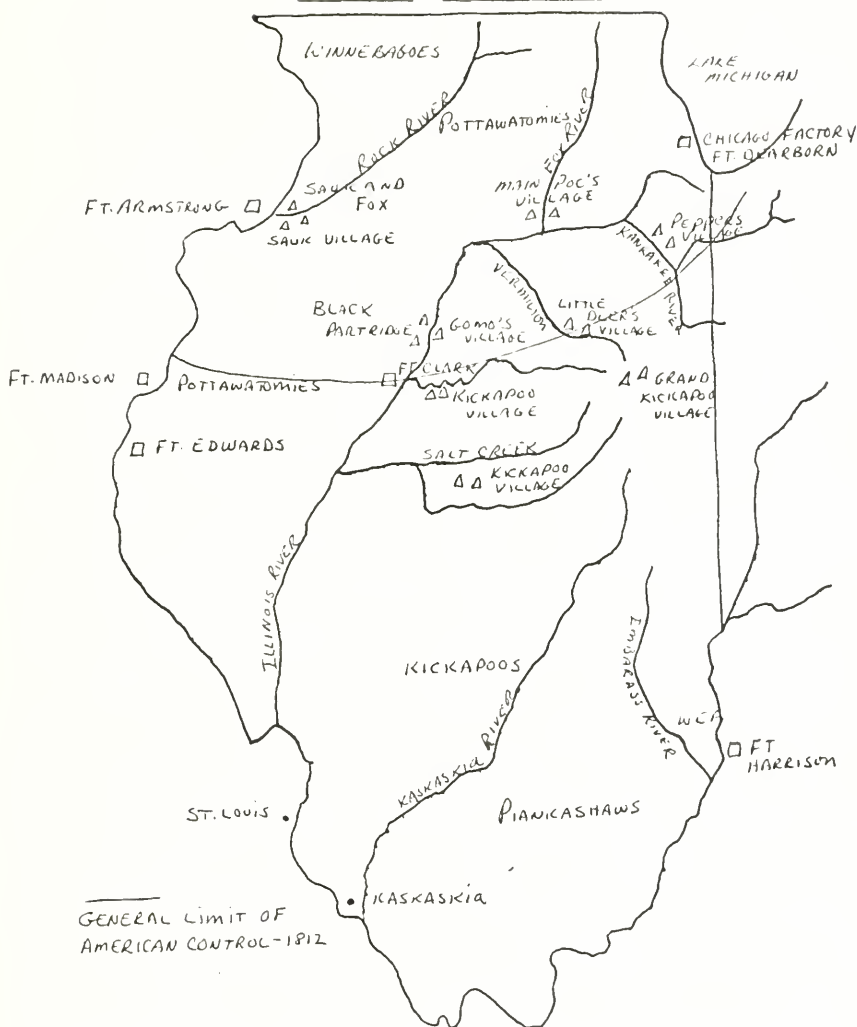 WINNEBAGOES
LAKE
MICHIGAN
ROCK RIVER
POTTAWATOMIES
FOX RIVER
CHICAGO FACTORY
FT. DEARBORN
FT. ARMSTRONG
SAUK AND
FOX
SAUK VILLAGE
MAIN POC'S
VILLAGE
PEPPERS
VILLAGE
KANKAKEE RIVER
VERMILION
BLACK
PARTRIDGE
GOMO'S
VILLAGE
LITTLE
DEER'S
VILLAGE
FT. MADISON
POTTAWATOMIES
FT CLARK
KICKAPOO
VILLAGE
GRAND
KICKAPOO
VILLAGE
FT. EDWARDS
SALT CREEK
KICKAPOO
VILLAGE
ILLINOIS RIVER
KICKAPOOS
EMBARASS RIVER
WEA
FT
HARRISON
KASKASKIA RIVER
PIANKASHAWS
ST. LOUIS
KASKASKIA
GENERAL LIMIT OF
AMERICAN CONTROL-1812